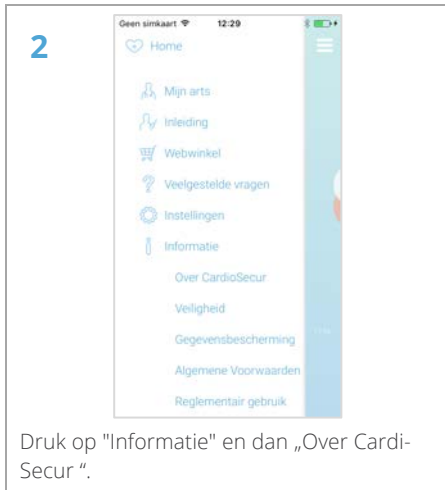 2
Geen simkaart 12:29
Home
Mijn arts
Inleiding
Webwinkel
Veelgestelde vragen
Instellingen
Informatie
Over CardioSecur
Veiligheid
Gegevensbescherming
Algemene Voorwaarden
Reglementair gebruik
Druk op "Informatie" en dan „Over Cardi-
Secur “.